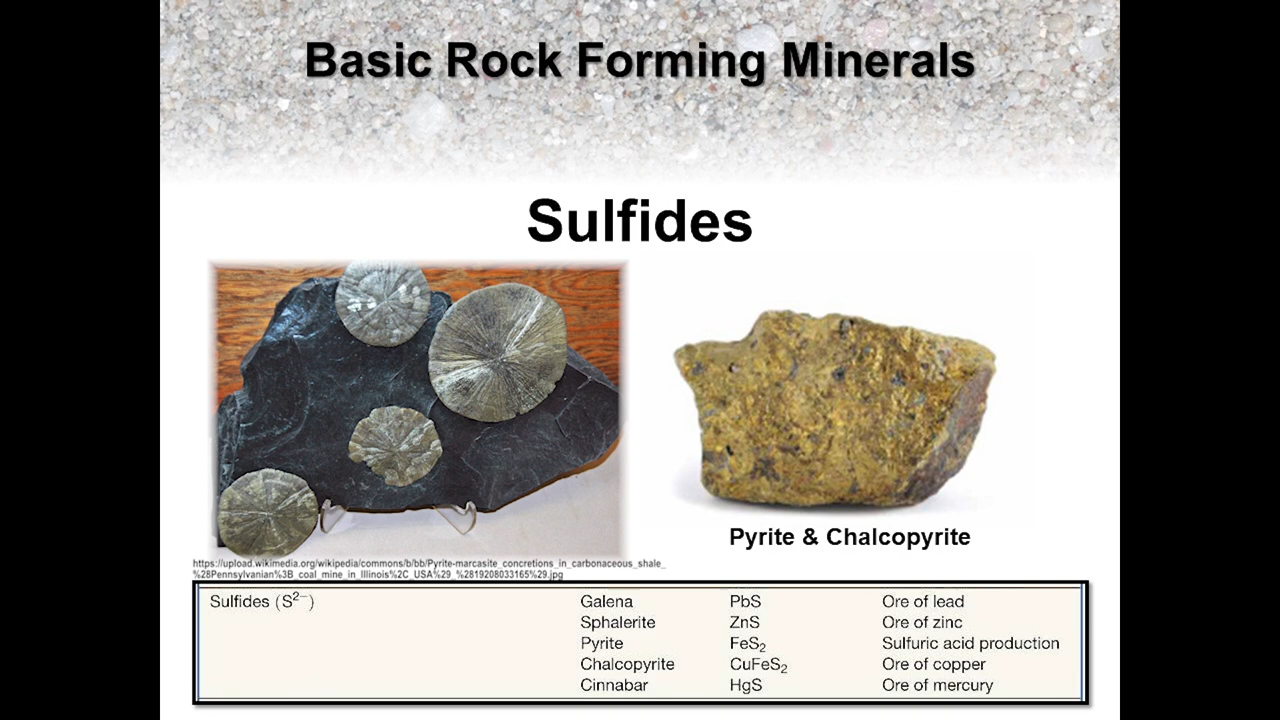 Basic Rock Forming Minerals
Sulfides
Pyrite & Chalcopyrite
https://upload.wikimedia.org/wikipedia/commons/b/bb/Pyrite-marcasite_concretions_in_carbonaceous_shale_
%28Pennsylvanian%3B_coal_mine_in_Illinois%2C_USA%29_%2819208033165%29.jpg
Sulfides (S²⁻) Galena PbS Ore of lead
Sphalerite ZnS Ore of zinc
Pyrite FeS₂ Sulfuric acid production
Chalcopyrite CuFeS₂ Ore of copper
Cinnabar HgS Ore of mercury